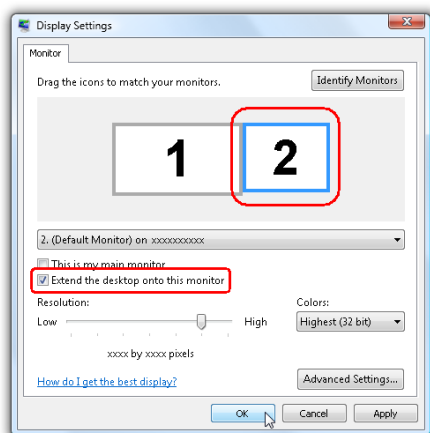 Display Settings
Monitor
Drag the icons to match your monitors.
Identify Monitors
1
2
2. (Default Monitor) on xxxxxxxxxx
This is my main monitor
Extend the desktop onto this monitor
Resolution:
Colors:
Low
High
Highest (32 bit)
xxxx by xxxx pixels
How do I get the best display?
Advanced Settings...
OK
Cancel
Apply